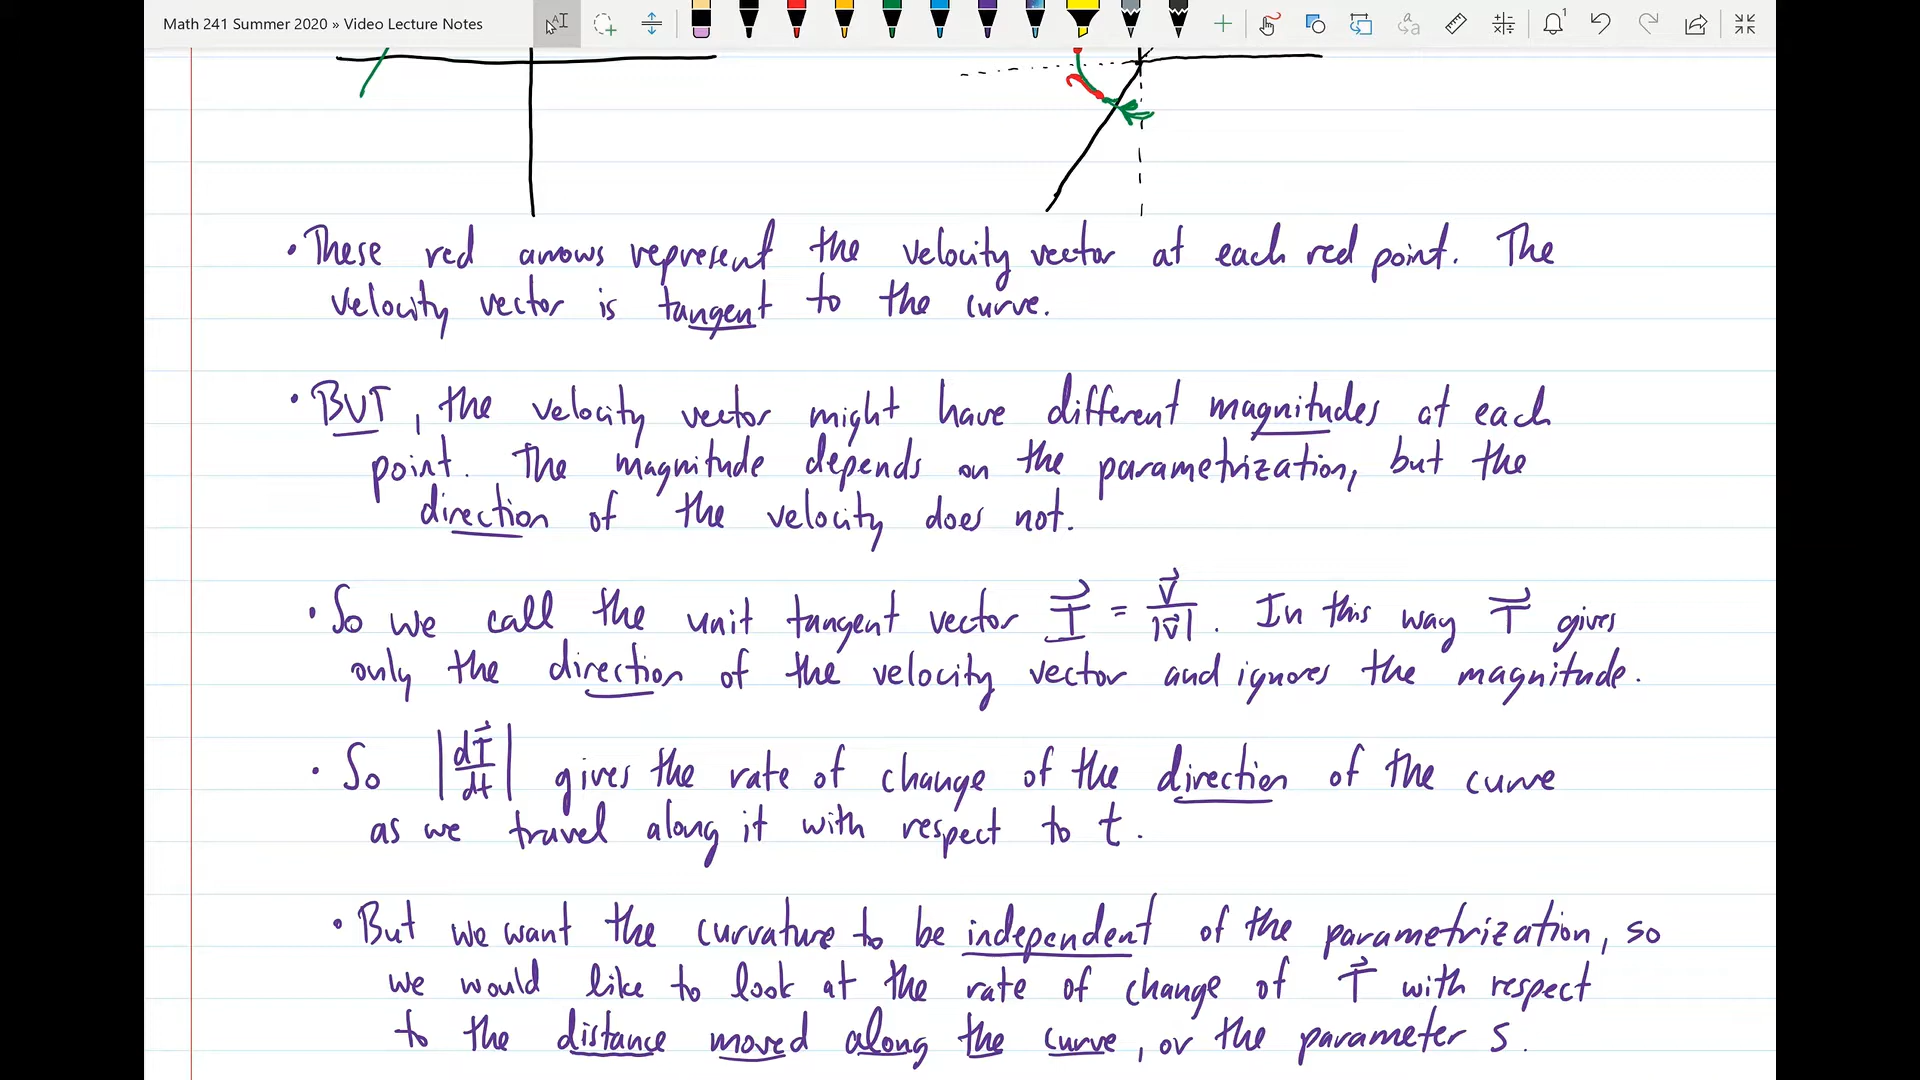 Math 241 Summer 2020 » Video Lecture Notes
• These red arrows represent the velocity vector at each red point. The
velocity vector is tangent to the curve.
• BUT, the velocity vector might have different magnitudes at each
point. The magnitude depends on the parametrization, but the
direction of the velocity does not.
• So we call the unit tangent vector T⃗ = v⃗/|v⃗|. In this way T⃗ gives
only the direction of the velocity vector and ignores the magnitude.
• So |dT⃗/dt| gives the rate of change of the direction of the curve
as we travel along it with respect to t.
• But we want the curvature to be independent of the parametrization, so
we would like to look at the rate of change of T⃗ with respect
to the distance moved along the curve, or the parameter s.